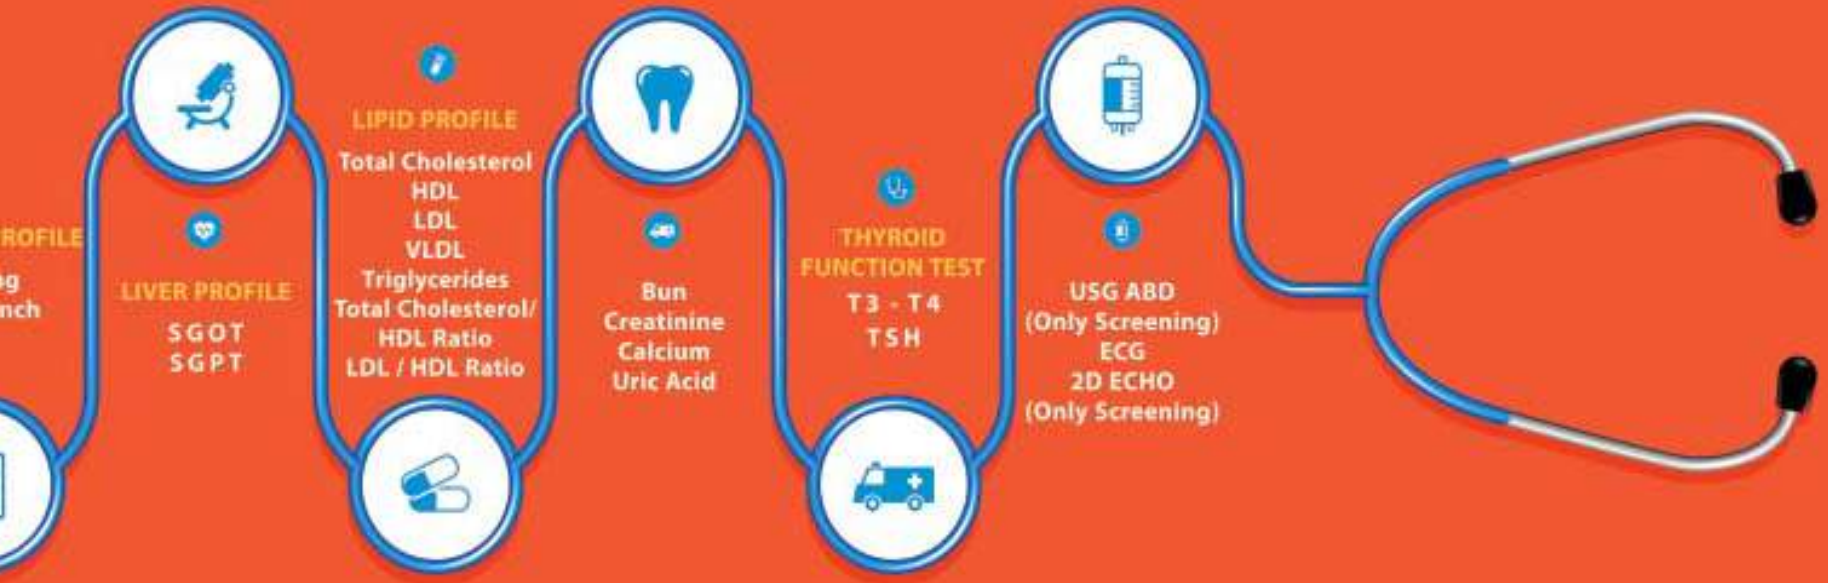 ROFILE
ng
nch
LIVER PROFILE
SGOT
SGPT
LIPID PROFILE
Total Cholesterol
HDL
LDL
VLDL
Triglycerides
Total Cholesterol/
HDL Ratio
LDL / HDL Ratio
Bun
Creatinine
Calcium
Uric Acid
THYROID
FUNCTION TEST
T3 - T4
TSH
USG ABD
(Only Screening)
ECG
2D ECHO
(Only Screening)